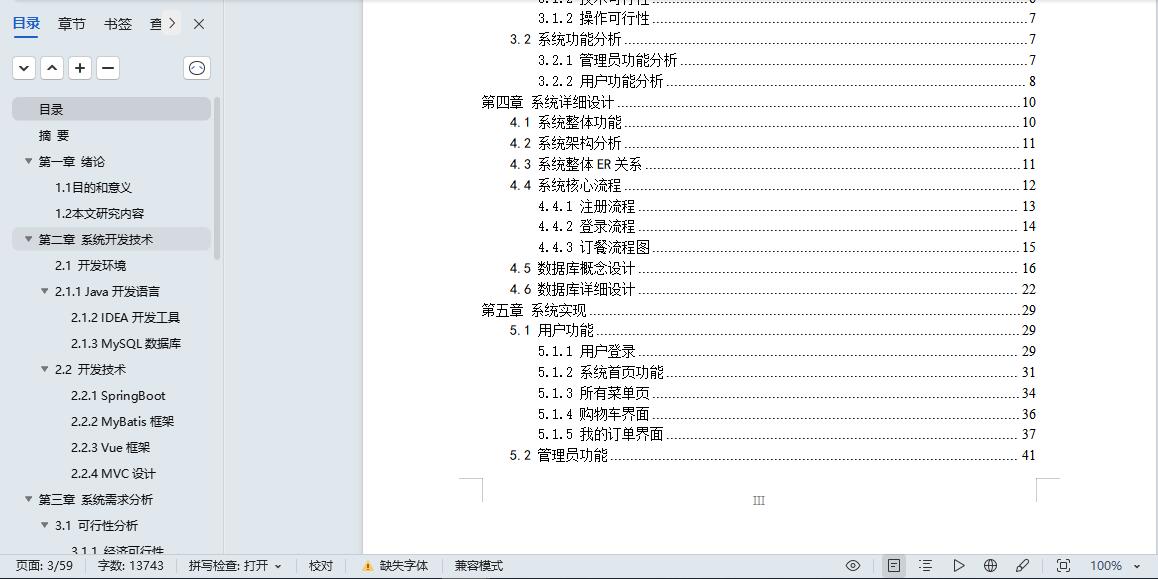 目录 章节 书签 查
目录
摘 要
第一章 绪论
1.1目的和意义
1.2本文研究内容
第二章 系统开发技术
2.1 开发环境
2.1.1 Java 开发语言
2.1.2 IDEA 开发工具
2.1.3 MySQL 数据库
2.2 开发技术
2.2.1 SpringBoot
2.2.2 MyBatis 框架
2.2.3 Vue 框架
2.2.4 MVC 设计
第三章 系统需求分析
3.1 可行性分析
3.1.1 经济可行性
3.1.2 技术可行性 6
3.1.2 操作可行性 7
3.2 系统功能分析 7
3.2.1 管理员功能分析 7
3.2.2 用户功能分析 8
第四章 系统详细设计 10
4.1 系统整体功能 10
4.2 系统架构分析 11
4.3 系统整体 ER 关系 11
4.4 系统核心流程 12
4.4.1 注册流程 13
4.4.2 登录流程 14
4.4.3 订餐流程图 15
4.5 数据库概念设计 16
4.6 数据库详细设计 22
第五章 系统实现 29
5.1 用户功能 29
5.1.1 用户登录 29
5.1.2 系统首页功能 31
5.1.3 所有菜单页 34
5.1.4 购物车界面 36
5.1.5 我的订单界面 37
5.2 管理员功能 41
III
页面: 3/59 字数: 13743 拼写检查: 打开 校对 缺失字体 兼容模式 100%